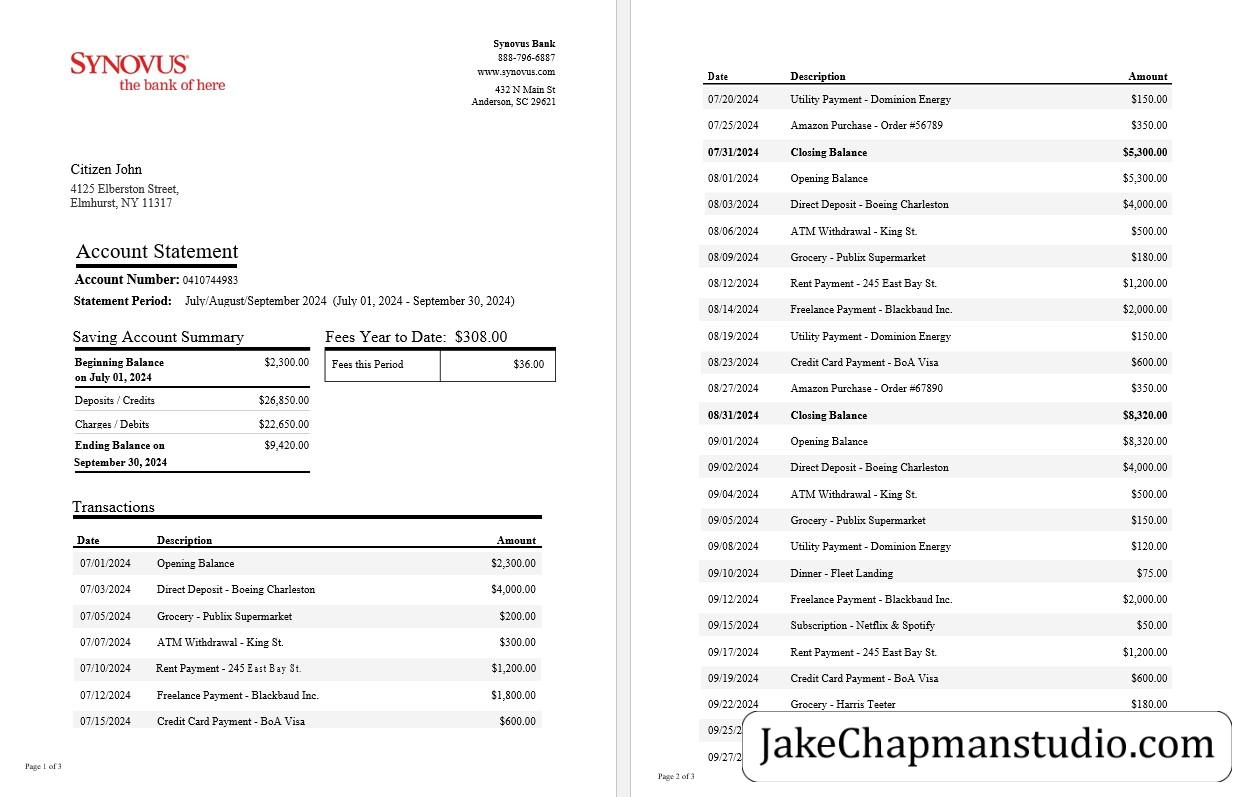 SYNOVUS®
the bank of here
Synovus Bank
888-796-6887
www.synovus.com
432 N Main St
Anderson, SC 29621
Citizen John
4125 Elberston Street,
Elmhurst, NY 11317
Account Statement
Account Number: 0410744983
Statement Period: July/August/September 2024 (July 01, 2024 - September 30, 2024)
Saving Account Summary
Beginning Balance $2,300.00
on July 01, 2024
Deposits / Credits $26,850.00
Charges / Debits $22,650.00
Ending Balance on $9,420.00
September 30, 2024
Fees Year to Date: $308.00
Fees this Period $36.00
Transactions
Date Description Amount
07/01/2024 Opening Balance $2,300.00
07/03/2024 Direct Deposit - Boeing Charleston $4,000.00
07/05/2024 Grocery - Publix Supermarket $200.00
07/07/2024 ATM Withdrawal - King St. $300.00
07/10/2024 Rent Payment - 245 East Bay St. $1,200.00
07/12/2024 Freelance Payment - Blackbaud Inc. $1,800.00
07/15/2024 Credit Card Payment - BoA Visa $600.00
Page 1 of 3
Date Description Amount
07/20/2024 Utility Payment - Dominion Energy $150.00
07/25/2024 Amazon Purchase - Order #56789 $350.00
07/31/2024 Closing Balance $5,300.00
08/01/2024 Opening Balance $5,300.00
08/03/2024 Direct Deposit - Boeing Charleston $4,000.00
08/06/2024 ATM Withdrawal - King St. $500.00
08/09/2024 Grocery - Publix Supermarket $180.00
08/12/2024 Rent Payment - 245 East Bay St. $1,200.00
08/14/2024 Freelance Payment - Blackbaud Inc. $2,000.00
08/19/2024 Utility Payment - Dominion Energy $150.00
08/23/2024 Credit Card Payment - BoA Visa $600.00
08/27/2024 Amazon Purchase - Order #67890 $350.00
08/31/2024 Closing Balance $8,320.00
09/01/2024 Opening Balance $8,320.00
09/02/2024 Direct Deposit - Boeing Charleston $4,000.00
09/04/2024 ATM Withdrawal - King St. $500.00
09/05/2024 Grocery - Publix Supermarket $150.00
09/08/2024 Utility Payment - Dominion Energy $120.00
09/10/2024 Dinner - Fleet Landing $75.00
09/12/2024 Freelance Payment - Blackbaud Inc. $2,000.00
09/15/2024 Subscription - Netflix & Spotify $50.00
09/17/2024 Rent Payment - 245 East Bay St. $1,200.00
09/19/2024 Credit Card Payment - BoA Visa $600.00
09/22/2024 Grocery - Harris Teeter $180.00
09/25/2
09/27/2
JakeChapmanstudio.com
Page 2 of 3